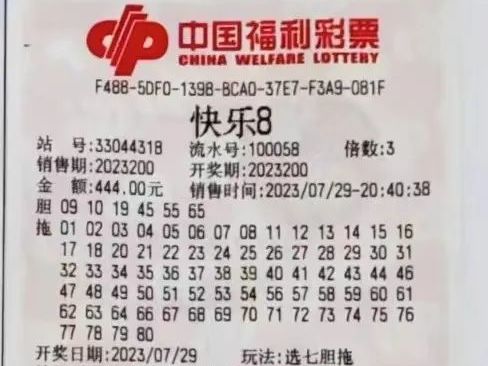 中国福利彩票
CHINA WELFARE LOTTERY
F488-5DF0-1398-BCA0-37E7-F3A9-081F
快乐8
站 号:33044318 流水号:100058 倍数:3
销售期:2023200 开奖期:2023200
金 额:444.00元 销售时间:2023/07/29-20:40:38
胆 09 10 19 45 55 65
拖 01 02 03 04 05 06 07 08 11 12 13 14 15 16
17 18 20 21 22 23 24 25 26 27 28 29 30 31
32 33 34 35 36 37 38 39 40 41 42 43 44 46
47 48 49 50 51 52 53 54 56 57 58 59 60 61
62 63 64 66 67 68 69 70 71 72 73 74 75 76
77 78 79 80
开奖日期:2023/07/29 玩法:选七胆拖